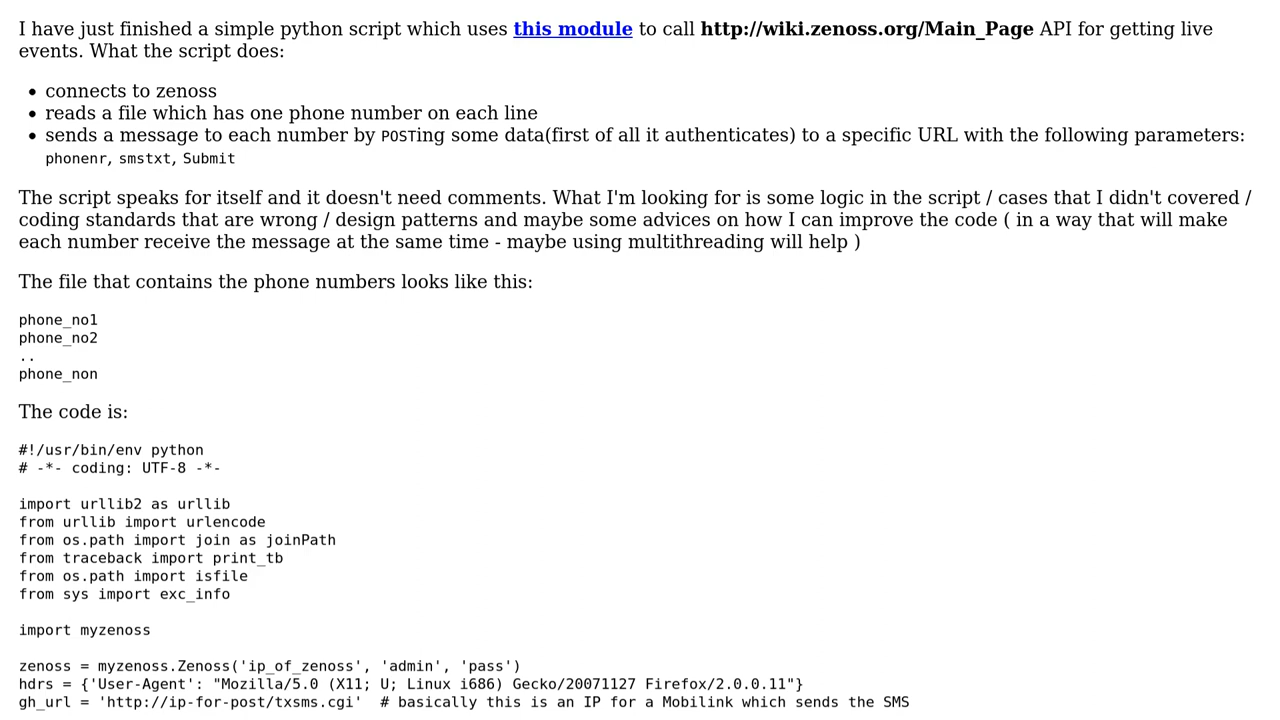 I have just finished a simple python script which uses this module to call http://wiki.zenoss.org/Main_Page API for getting live
events. What the script does:
• connects to zenoss
• reads a file which has one phone number on each line
• sends a message to each number by POSTing some data(first of all it authenticates) to a specific URL with the following parameters:
phonenr, smstxt, Submit
The script speaks for itself and it doesn't need comments. What I'm looking for is some logic in the script / cases that I didn't covered /
coding standards that are wrong / design patterns and maybe some advices on how I can improve the code ( in a way that will make
each number receive the message at the same time - maybe using multithreading will help )
The file that contains the phone numbers looks like this:
phone_no1
phone_no2
..
phone_non
The code is:
#!/usr/bin/env python
# -*- coding: UTF-8 -*-
import urllib2 as urllib
from urllib import urlencode
from os.path import join as joinPath
from traceback import print_tb
from os.path import isfile
from sys import exc_info
import myzenoss
zenoss = myzenoss.Zenoss('ip_of_zenoss', 'admin', 'pass')
hdrs = {'User-Agent': "Mozilla/5.0 (X11; U; Linux i686) Gecko/20071127 Firefox/2.0.0.11"}
gh_url = 'http://ip-for-post/txsms.cgi'  # basically this is an IP for a Mobilink which sends the SMS